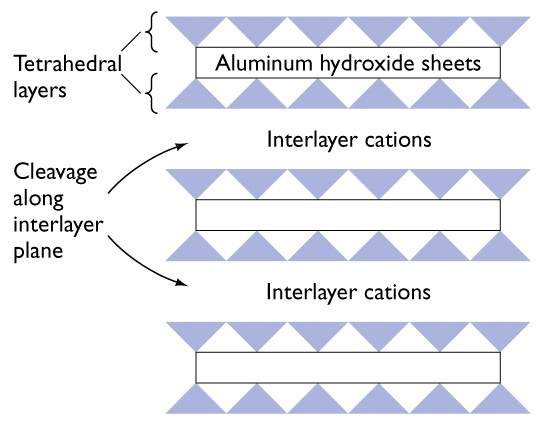 Tetrahedral
layers
Aluminum hydroxide sheets
Interlayer cations
Cleavage
along
interlayer
plane
Interlayer cations